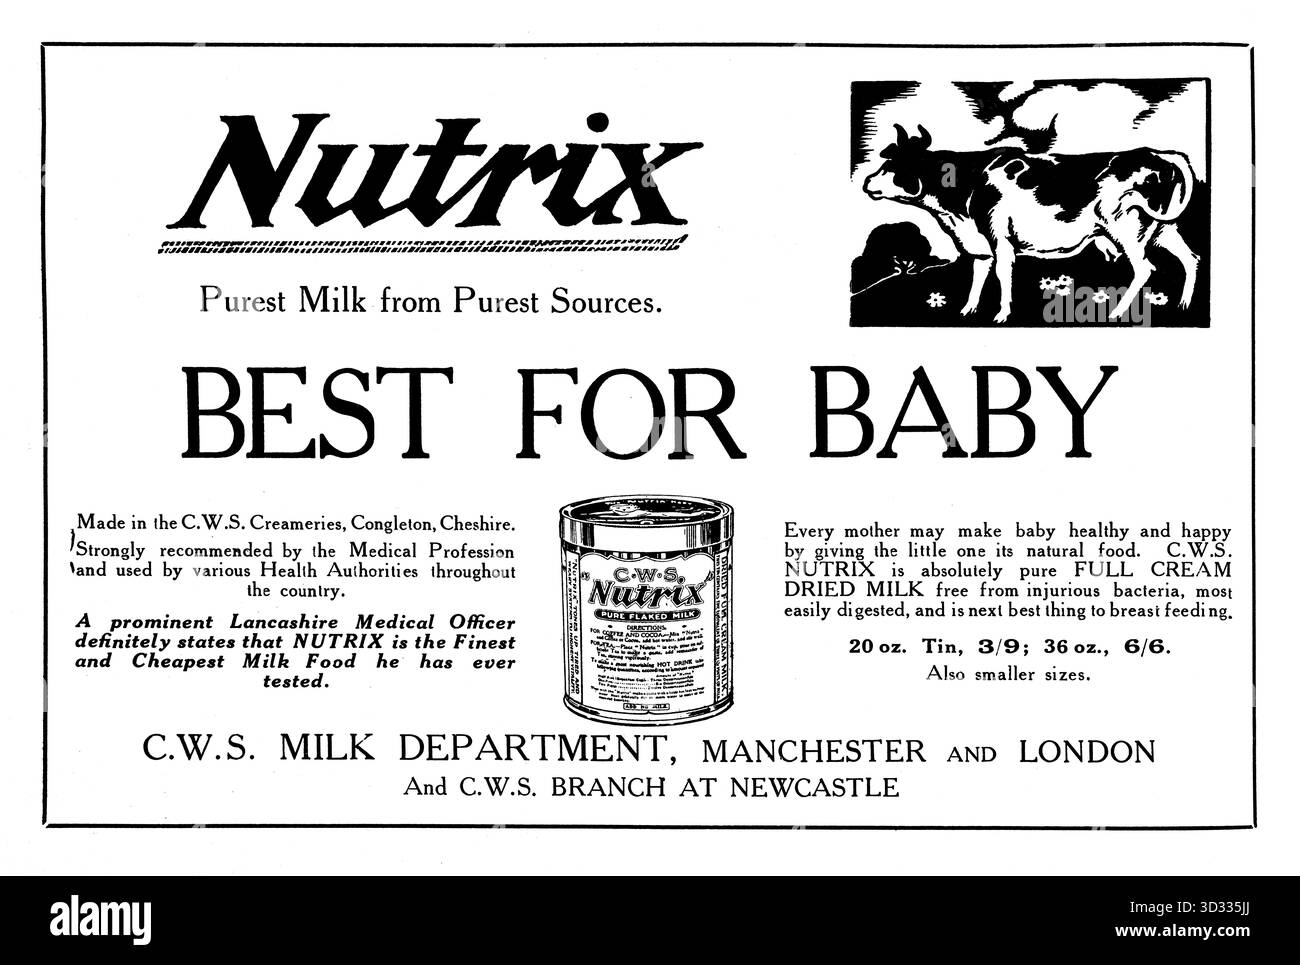 Nutrix
Purest Milk from Purest Sources.
BEST FOR BABY
Made in the C.W.S. Creameries, Congleton, Cheshire.
Strongly recommended by the Medical Profession
and used by various Health Authorities throughout
the country.
A prominent Lancashire Medical Officer
definitely states that NUTRIX is the Finest
and Cheapest Milk Food he has ever
tested.
C.W.S.
Nutrix
PURE FLAKED MILK
DIRECTIONS.
ADD NO MILK.
Every mother may make baby healthy and happy
by giving the little one its natural food. C.W.S.
NUTRIX is absolutely pure FULL CREAM
DRIED MILK free from injurious bacteria, most
easily digested, and is next best thing to breast feeding.
20 oz. Tin, 3/9; 36 oz., 6/6.
Also smaller sizes.
C.W.S. MILK DEPARTMENT, MANCHESTER AND LONDON
And C.W.S. BRANCH AT NEWCASTLE
alamy
Image ID: 3D335JJ
www.alamy.com